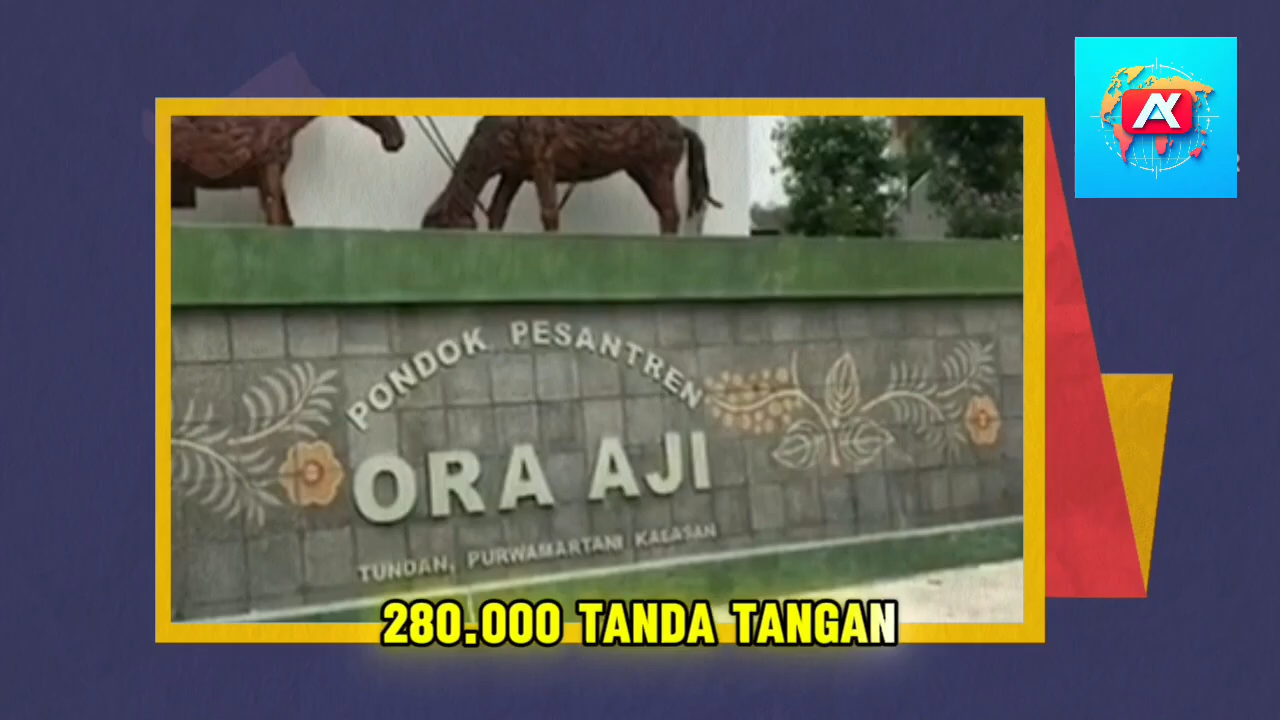 PONDOK PESANTREN
ORA AJI
TUNDAN, PURWAMARTANI KALASAN
280.000 TANDA TANGAN